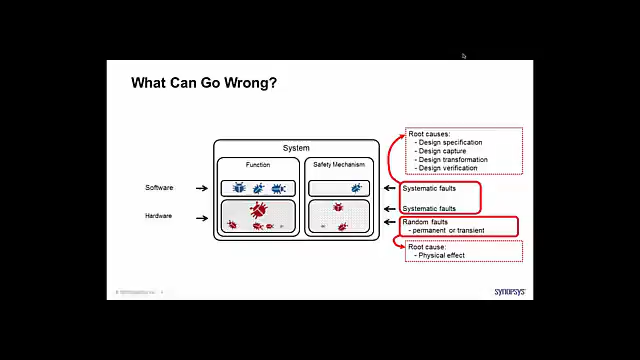 What Can Go Wrong?
System
Function
Safety Mechanism
Software
Hardware
Root causes:
- Design specification
- Design capture
- Design transformation
- Design verification
Systematic faults
Systematic faults
Random faults
- permanent or transient
Root cause:
- Physical effect
SYNOPSYS